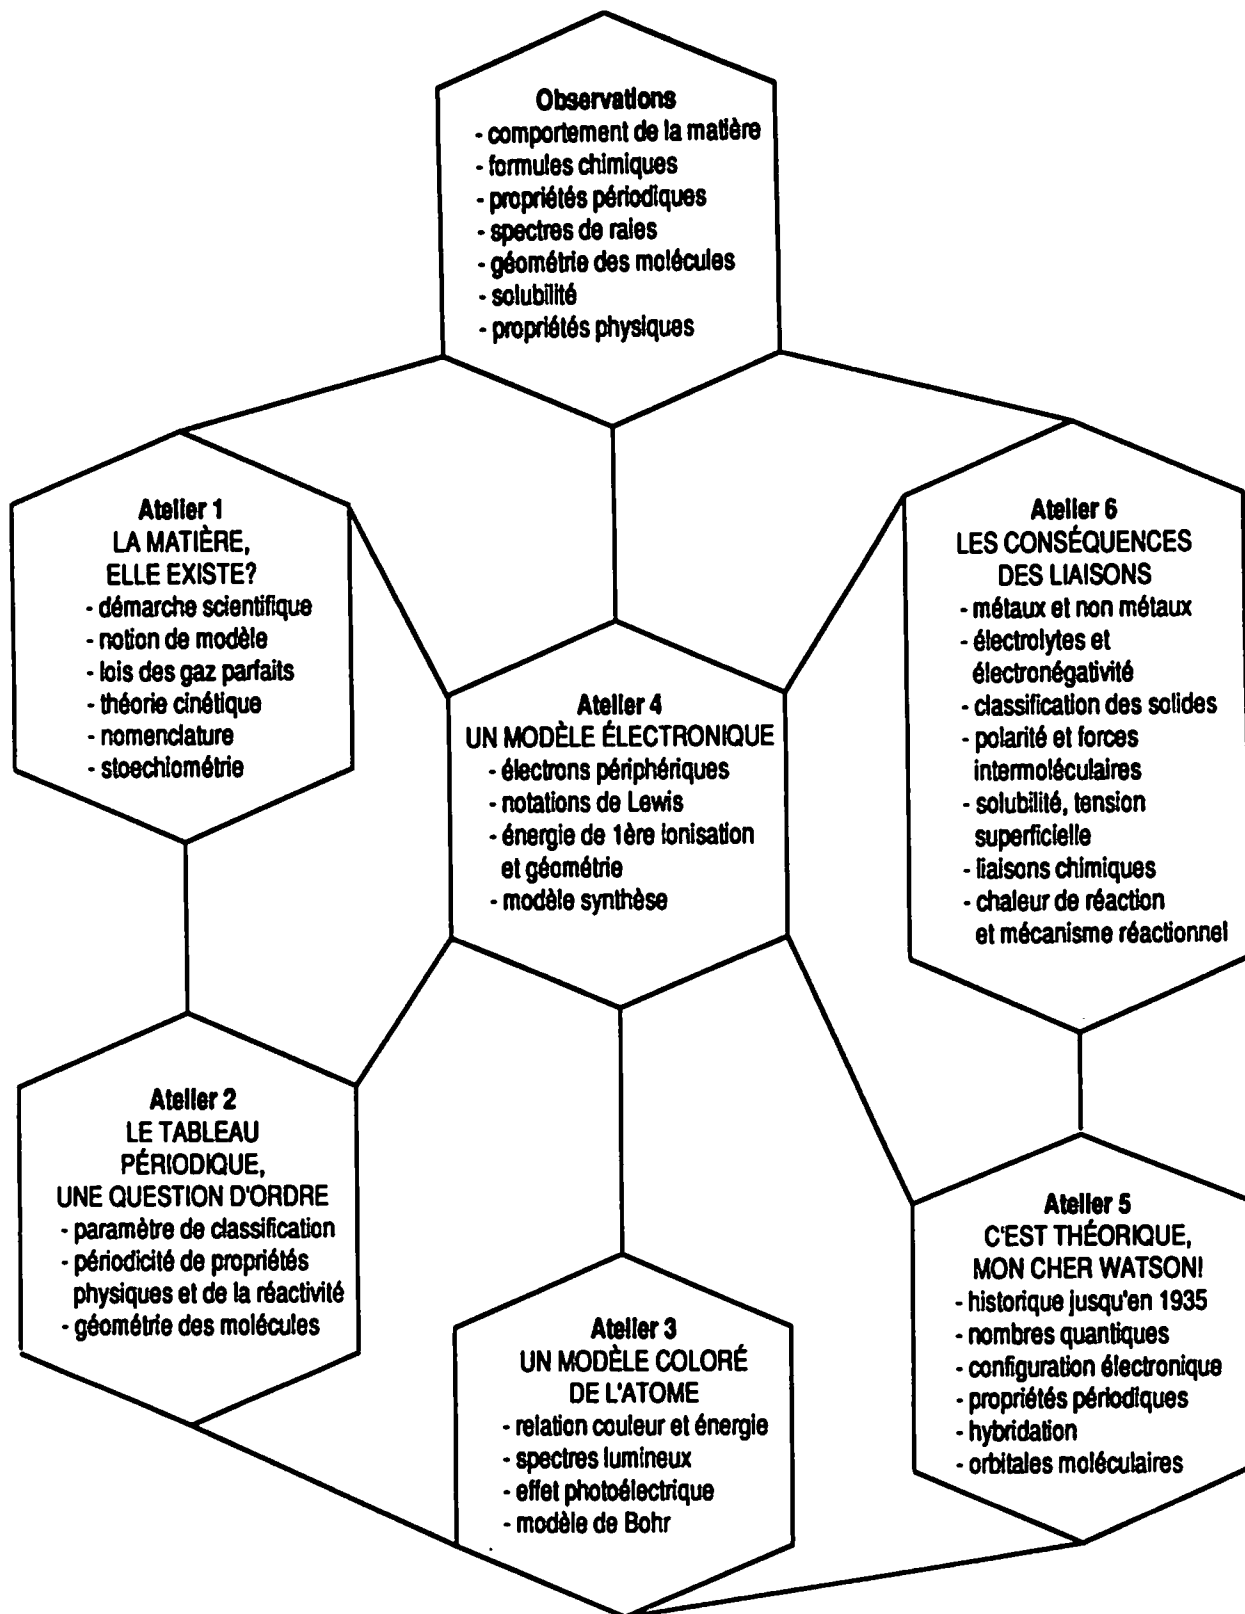 Observations
- comportement de la matière
- formules chimiques
- propriétés périodiques
- spectres de raies
- géométrie des molécules
- solubilité
- propriétés physiques
Atelier 1
LA MATIÈRE,
ELLE EXISTE?
- démarche scientifique
- notion de modèle
- lois des gaz parfaits
- théorie cinétique
- nomenclature
- stoechiométrie
Atelier 6
LES CONSÉQUENCES
DES LIAISONS
- métaux et non métaux
- électrolytes et
électronégativité
- classification des solides
- polarité et forces
intermoléculaires
- solubilité, tension
superficielle
- liaisons chimiques
- chaleur de réaction
et mécanisme réactionnel
Atelier 4
UN MODÈLE ÉLECTRONIQUE
- électrons périphériques
- notations de Lewis
- énergie de 1ère ionisation
et géométrie
- modèle synthèse
Atelier 2
LE TABLEAU
PÉRIODIQUE,
UNE QUESTION D'ORDRE
- paramètre de classification
- périodicité de propriétés
physiques et de la réactivité
- géométrie des molécules
Atelier 5
C'EST THÉORIQUE,
MON CHER WATSON!
- historique jusqu'en 1935
- nombres quantiques
- configuration électronique
- propriétés périodiques
- hybridation
- orbitales moléculaires
Atelier 3
UN MODÈLE COLORÉ
DE L'ATOME
- relation couleur et énergie
- spectres lumineux
- effet photoélectrique
- modèle de Bohr